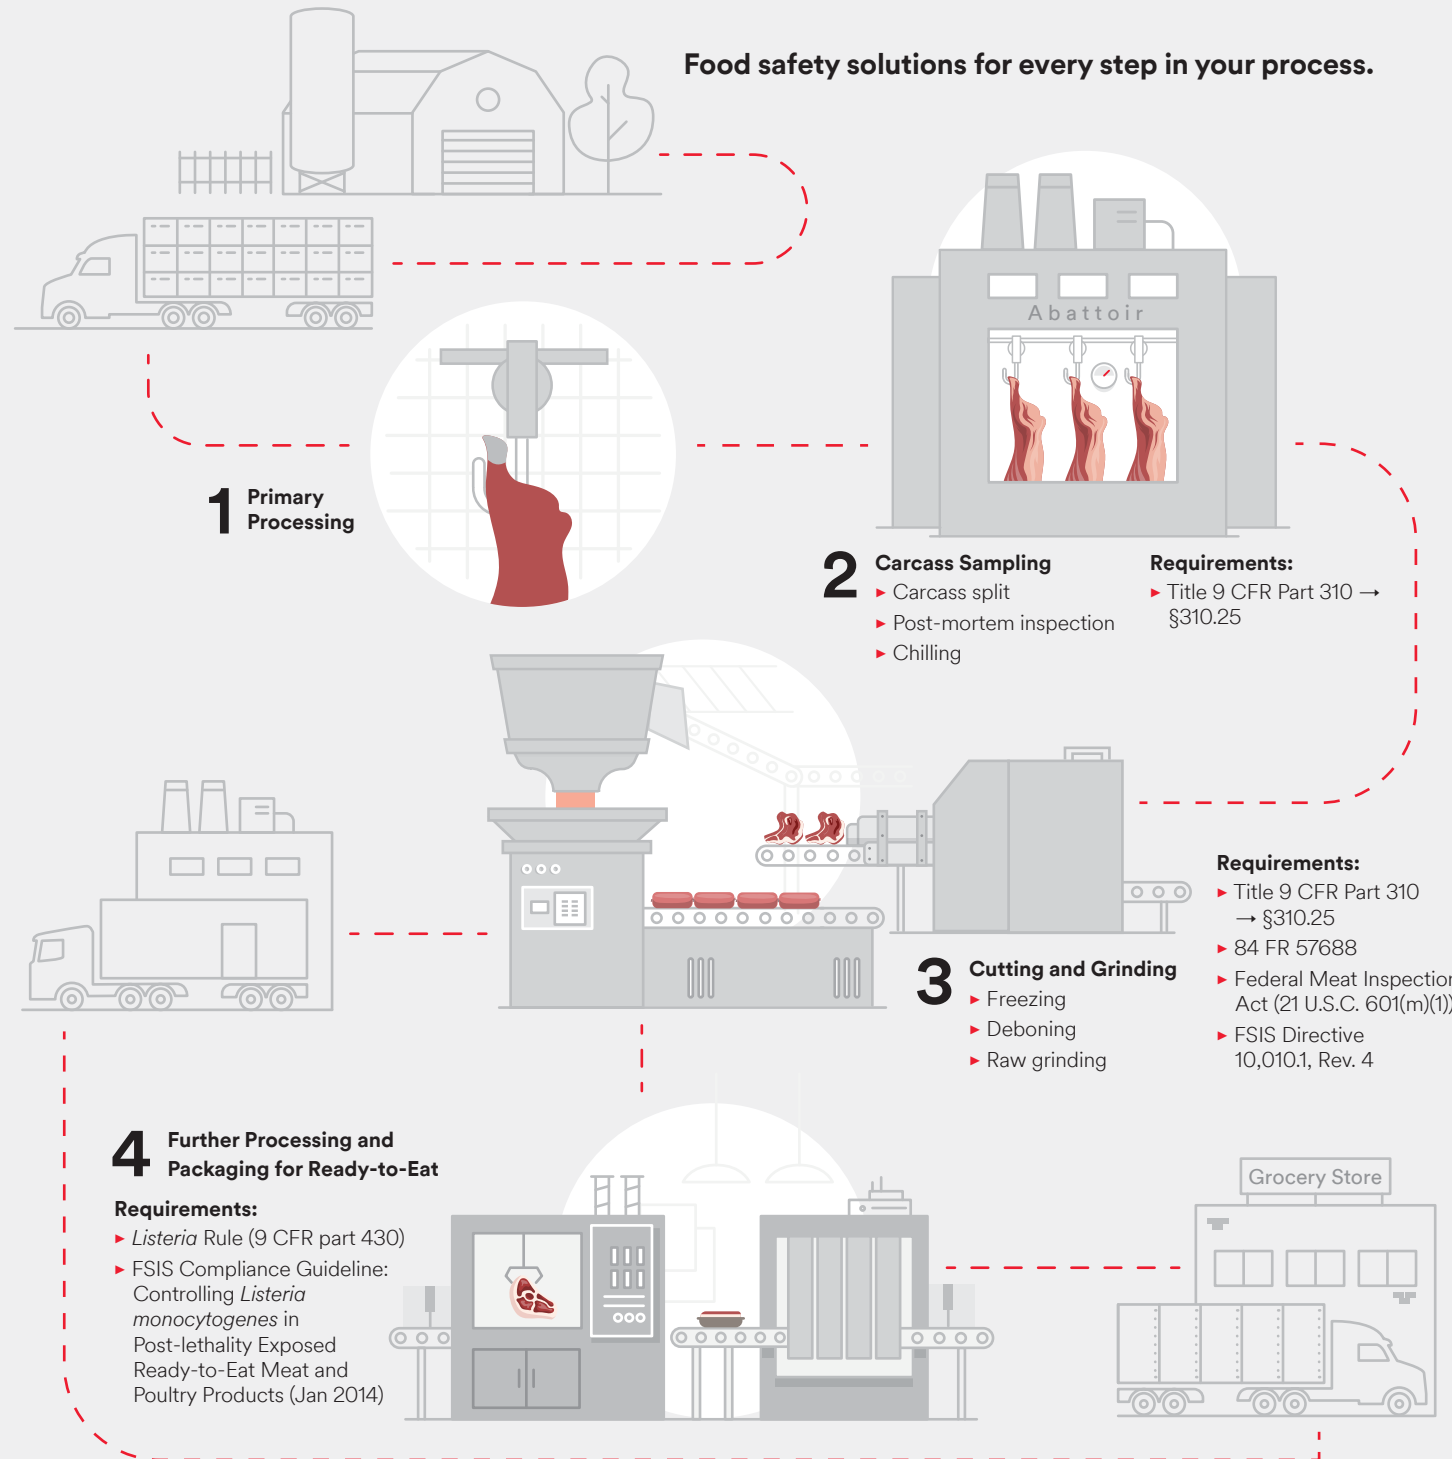 Food safety solutions for every step in your process.
Abattoir
1 Primary
Processing
2 Carcass Sampling
▸ Carcass split
▸ Post-mortem inspection
▸ Chilling
Requirements:
▸ Title 9 CFR Part 310 →
§310.25
3 Cutting and Grinding
▸ Freezing
▸ Deboning
▸ Raw grinding
Requirements:
▸ Title 9 CFR Part 310
→ §310.25
▸ 84 FR 57688
▸ Federal Meat Inspection
Act (21 U.S.C. 601(m)(1))
▸ FSIS Directive
10,010.1, Rev. 4
4 Further Processing and
Packaging for Ready-to-Eat
Requirements:
▸ Listeria Rule (9 CFR part 430)
▸ FSIS Compliance Guideline:
Controlling Listeria
monocytogenes in
Post-lethality Exposed
Ready-to-Eat Meat and
Poultry Products (Jan 2014)
Grocery Store